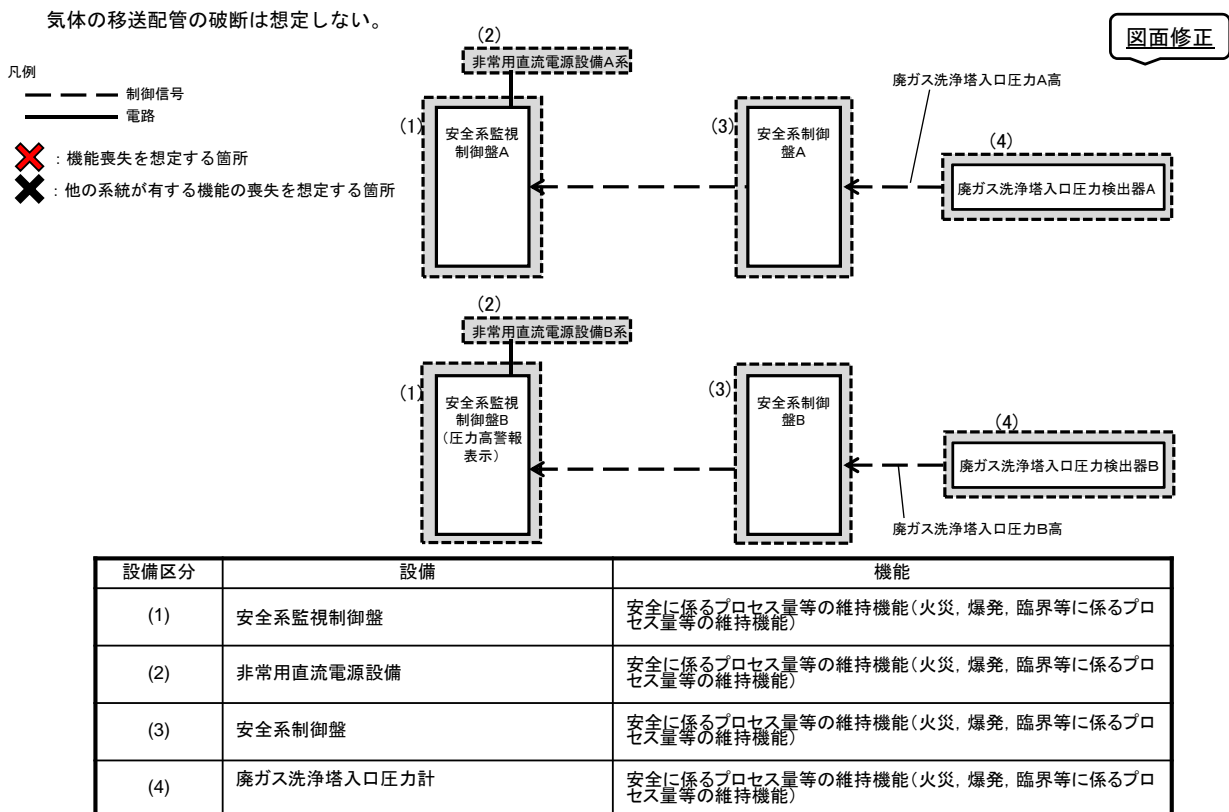 気体の移送配管の破断は想定しない。
図面修正
凡例
制御信号
電路
：機能喪失を想定する箇所
：他の系統が有する機能の喪失を想定する箇所
(2)
非常用直流電源設備A系
(1)
安全系監視
制御盤A
(3)
安全系制御
盤A
廃ガス洗浄塔入口圧力A高
(4)
廃ガス洗浄塔入口圧力検出器A
(2)
非常用直流電源設備B系
(1)
安全系監視
制御盤B
（圧力高警報
表示）
(3)
安全系制御
盤B
(4)
廃ガス洗浄塔入口圧力検出器B
廃ガス洗浄塔入口圧力B高
設備区分 設備 機能
(1) 安全系監視制御盤 安全に係るプロセス量等の維持機能（火災，爆発，臨界等に係るプロ
セス量等の維持機能）
(2) 非常用直流電源設備 安全に係るプロセス量等の維持機能（火災，爆発，臨界等に係るプロ
セス量等の維持機能）
(3) 安全系制御盤 安全に係るプロセス量等の維持機能（火災，爆発，臨界等に係るプロ
セス量等の維持機能）
(4) 廃ガス洗浄塔入口圧力計 安全に係るプロセス量等の維持機能（火災，爆発，臨界等に係るプロ
セス量等の維持機能）